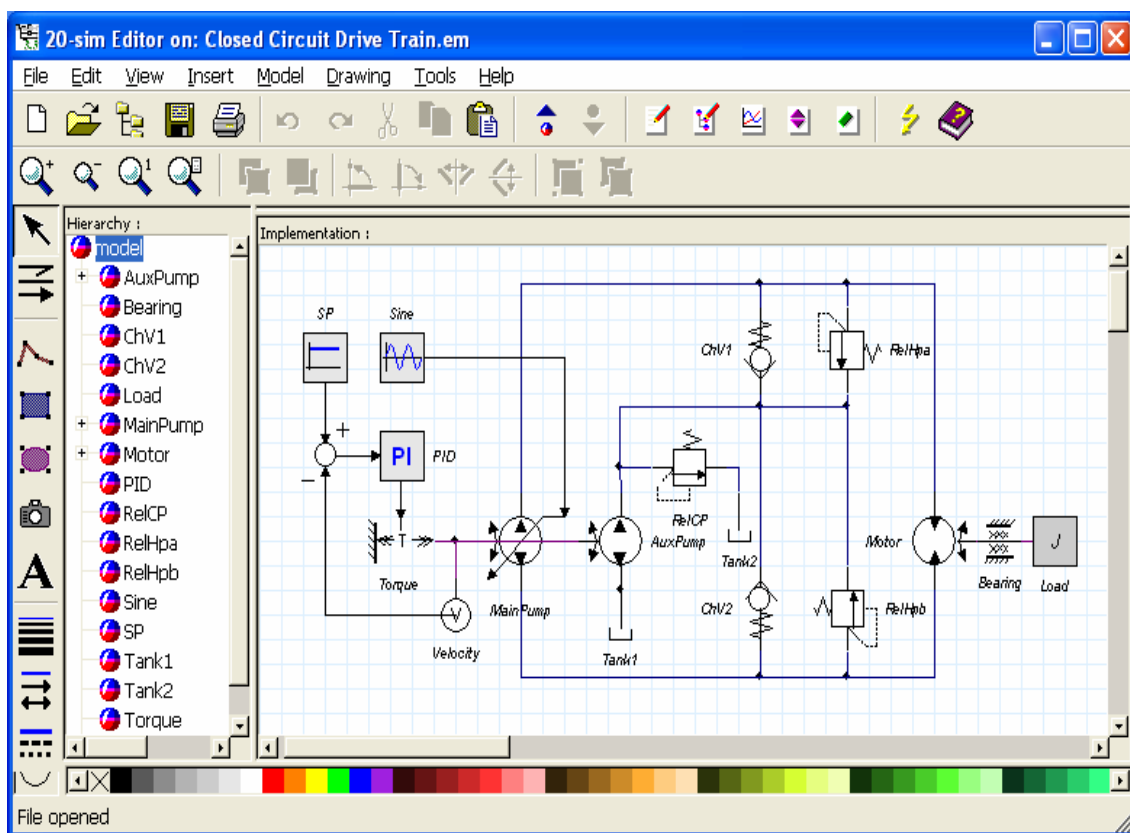 20-sim Editor on: Closed Circuit Drive Train.em
File Edit View Insert Model Drawing Tools Help
Hierarchy :
model
AuxPump
Bearing
ChV1
ChV2
Load
MainPump
Motor
PID
RelCP
RelHpa
RelHpb
Sine
SP
Tank1
Tank2
Torque
A
Implementation :
SP Sine
ChV1 RelHpa
+
PI PID
−
RelCP
T
AuxPump Motor J
Torque Tank2 Bearing Load
MainPump ChV2 RelHpb
V
Velocity Tank1
File opened